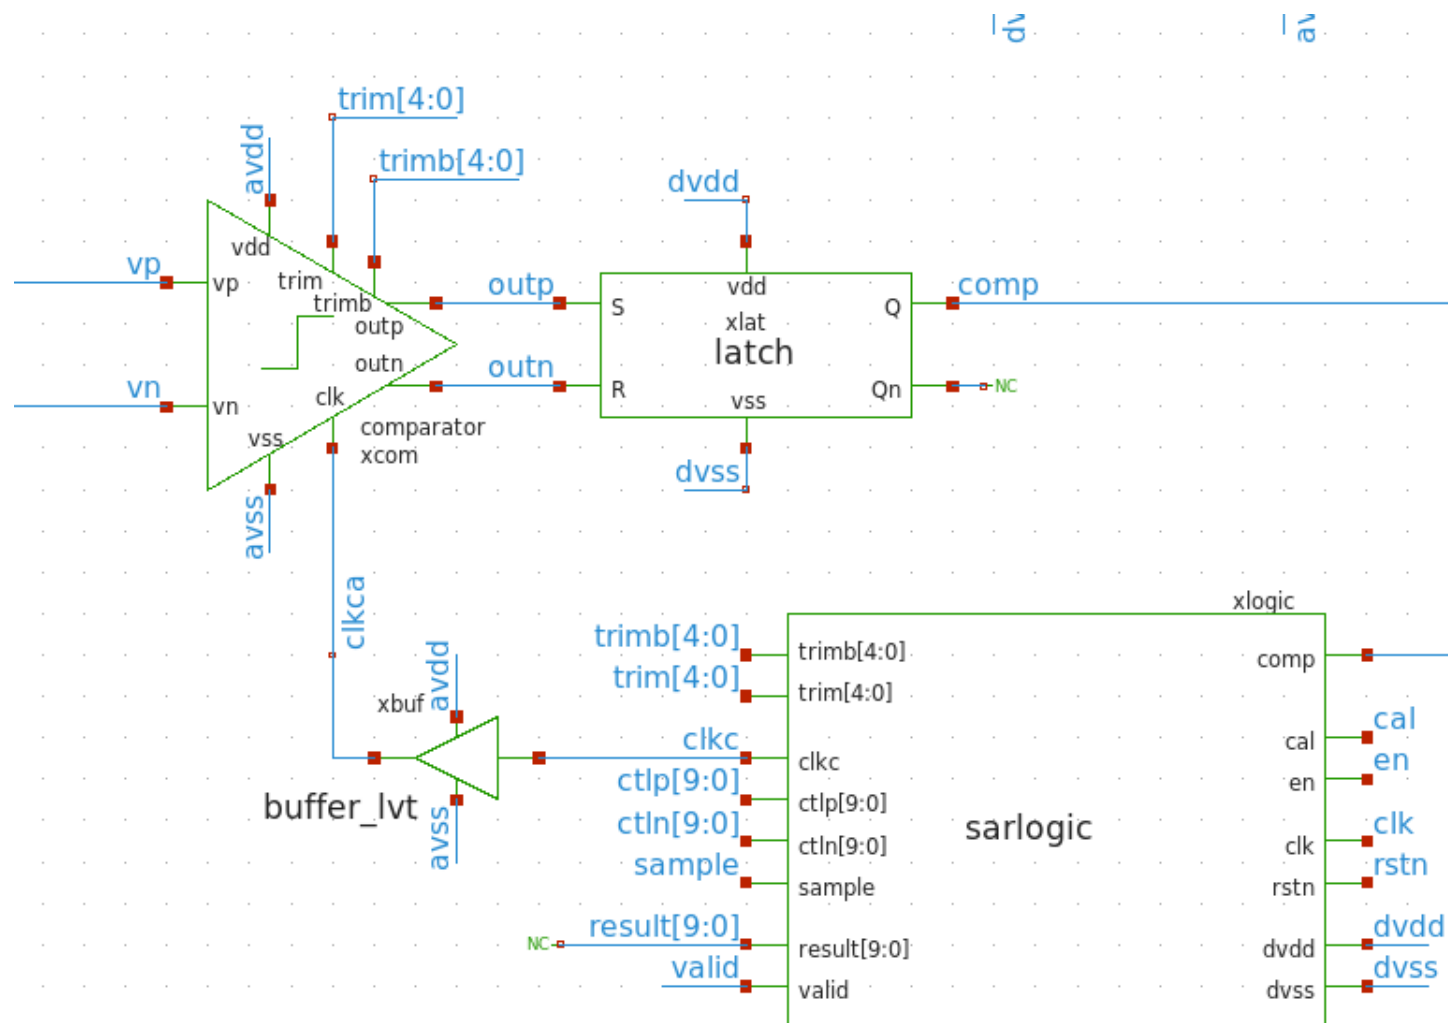 dv
av
trim[4:0]
avdd
trimb[4:0]
dvdd
vdd
vp
vp
trim
trimb
outp
outp
S
vdd
Q
comp
xlat
latch
outn
outn
vn
vn
clk
R
vss
Qn
NC
vss
comparator
xcom
avss
dvss
clkca
xlogic
trimb[4:0]
trimb[4:0]
comp
trim[4:0]
trim[4:0]
avdd
xbuf
cal
cal
clkc
clkc
en
en
ctlp[9:0]
ctlp[9:0]
buffer_lvt
avss
ctln[9:0]
ctln[9:0]
sarlogic
clk
clk
sample
sample
rstn
rstn
NC
result[9:0]
result[9:0]
dvdd
dvdd
valid
valid
dvss
dvss